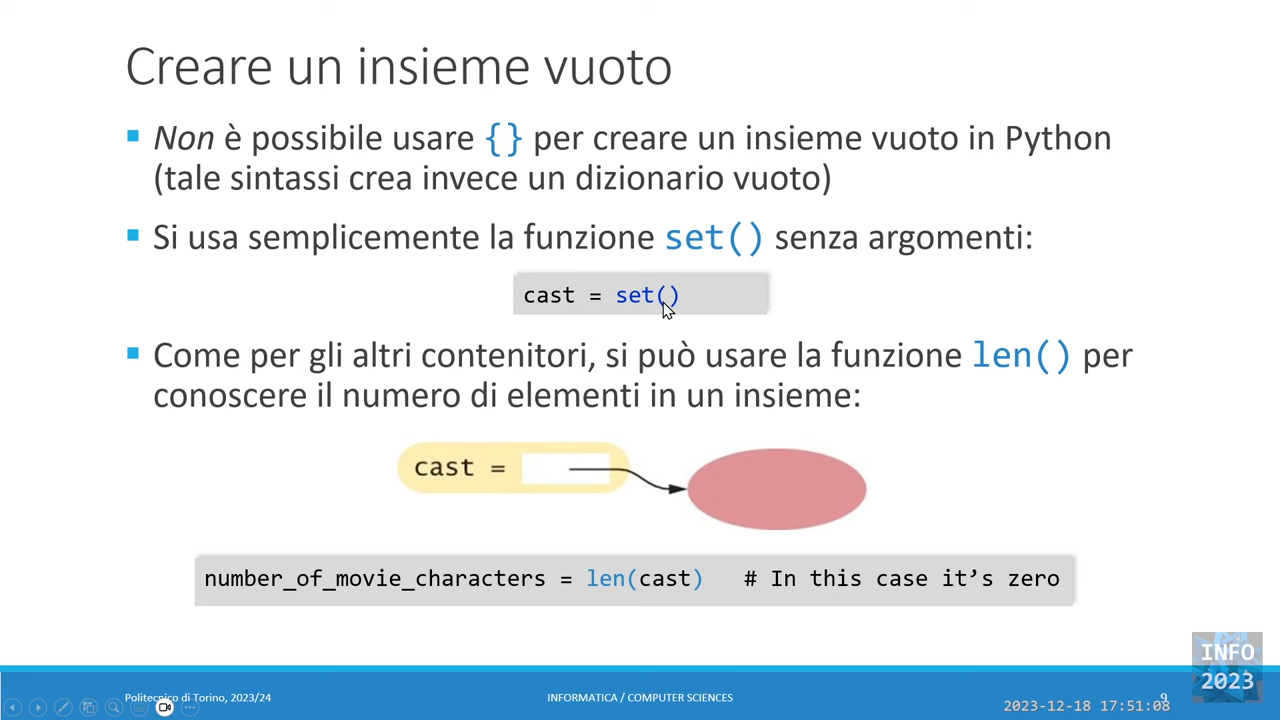 Creare un insieme vuoto
Non è possibile usare {} per creare un insieme vuoto in Python
(tale sintassi crea invece un dizionario vuoto)
Si usa semplicemente la funzione set() senza argomenti:
cast = set()
Come per gli altri contenitori, si può usare la funzione len() per
conoscere il numero di elementi in un insieme:
cast =
number_of_movie_characters = len(cast)   # In this case it’s zero
INFO
2023
Politecnico di Torino, 2023/24
INFORMATICA / COMPUTER SCIENCES
9
2023-12-18 17:51:08